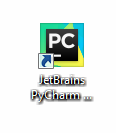 PC
JetBrains
PyCharm ...